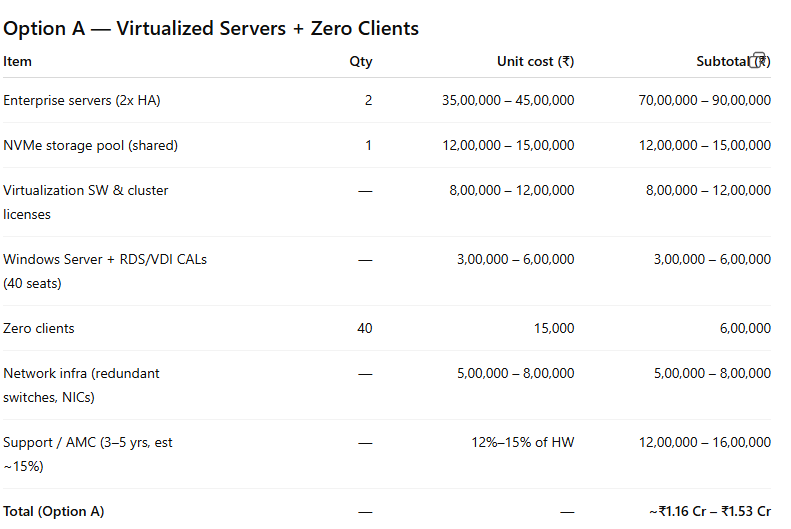 Option A — Virtualized Servers + Zero Clients
Item Qty Unit cost (₹) Subtotal (₹)
Enterprise servers (2x HA) 2 35,00,000 – 45,00,000 70,00,000 – 90,00,000
NVMe storage pool (shared) 1 12,00,000 – 15,00,000 12,00,000 – 15,00,000
Virtualization SW & cluster — 8,00,000 – 12,00,000 8,00,000 – 12,00,000
licenses
Windows Server + RDS/VDI CALs — 3,00,000 – 6,00,000 3,00,000 – 6,00,000
(40 seats)
Zero clients 40 15,000 6,00,000
Network infra (redundant — 5,00,000 – 8,00,000 5,00,000 – 8,00,000
switches, NICs)
Support / AMC (3–5 yrs, est — 12%–15% of HW 12,00,000 – 16,00,000
~15%)
Total (Option A) — — ~₹1.16 Cr – ₹1.53 Cr